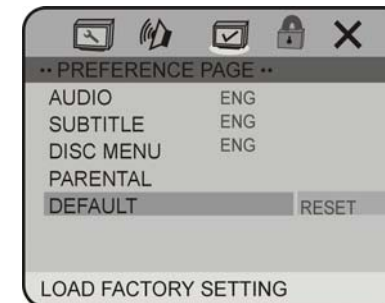 •• PREFERENCE PAGE ••
AUDIO ENG
SUBTITLE ENG
DISC MENU ENG
PARENTAL
DEFAULT RESET
LOAD FACTORY SETTING